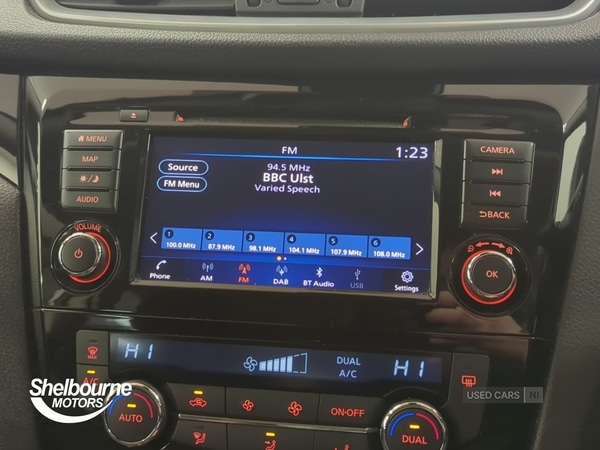 FM 1:23
MENU
MAP
AUDIO
VOLUME
Source
FM Menu
94.5 MHz
BBC Ulst
Varied Speech
1 2 3 4 5 6
100.0 MHz 87.9 MHz 98.1 MHz 104.1 MHz 107.9 MHz 108.0 MHz
Phone AM FM DAB BT Audio USB Settings
CAMERA
BACK
OK
MAX
A/C
HI DUAL A/C HI
AUTO
ON·OFF
DUAL
Shelbourne
MOTORS
USED CARS NI